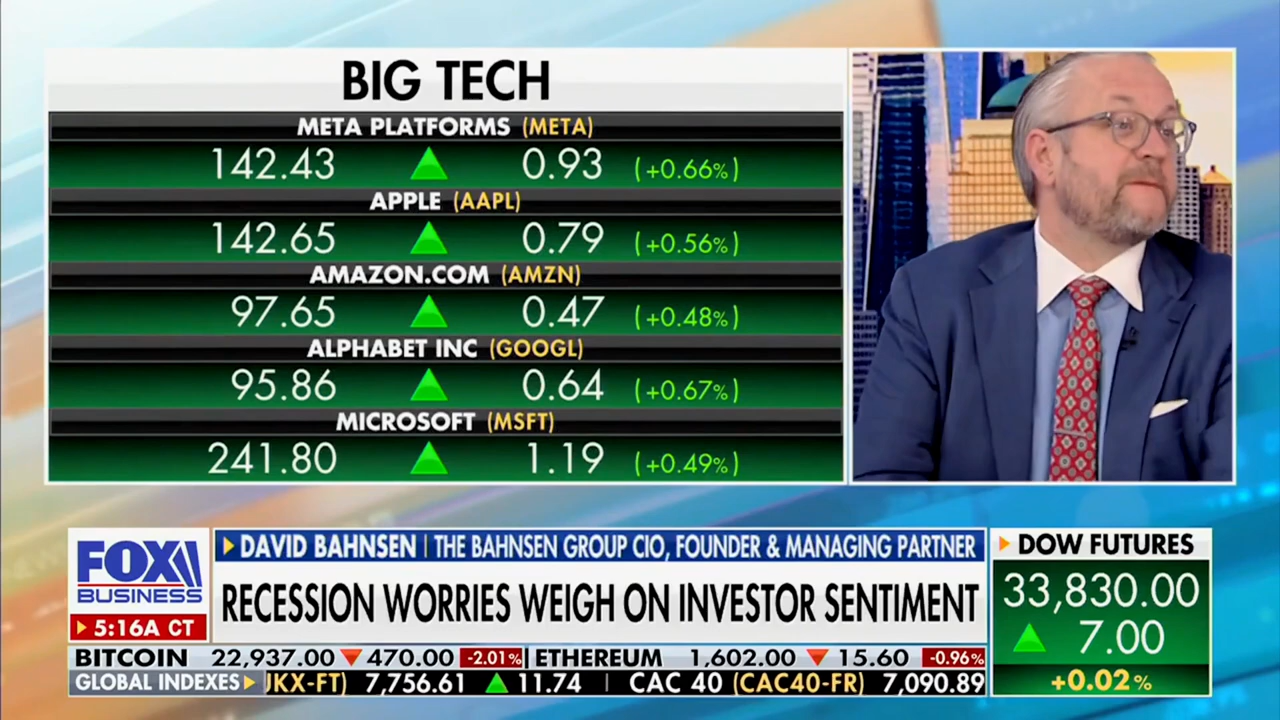 BIG TECH
META PLATFORMS (META)
142.43 ▲ 0.93 (+0.66%)
APPLE (AAPL)
142.65 ▲ 0.79 (+0.56%)
AMAZON.COM (AMZN)
97.65 ▲ 0.47 (+0.48%)
ALPHABET INC (GOOGL)
95.86 ▲ 0.64 (+0.67%)
MICROSOFT (MSFT)
241.80 ▲ 1.19 (+0.49%)
FOX
BUSINESS
5:16A CT
DAVID BAHNSEN | THE BAHNSEN GROUP CIO, FOUNDER & MANAGING PARTNER
RECESSION WORRIES WEIGH ON INVESTOR SENTIMENT
DOW FUTURES
33,830.00
▲ 7.00
+0.02%
BITCOIN 22,937.00 ▼ 470.00 -2.01% ETHEREUM 1,602.00 ▼ 15.60 -0.96%
GLOBAL INDEXES JKX-FT) 7,756.61 ▲ 11.74 | CAC 40 (CAC40-FR) 7,090.89